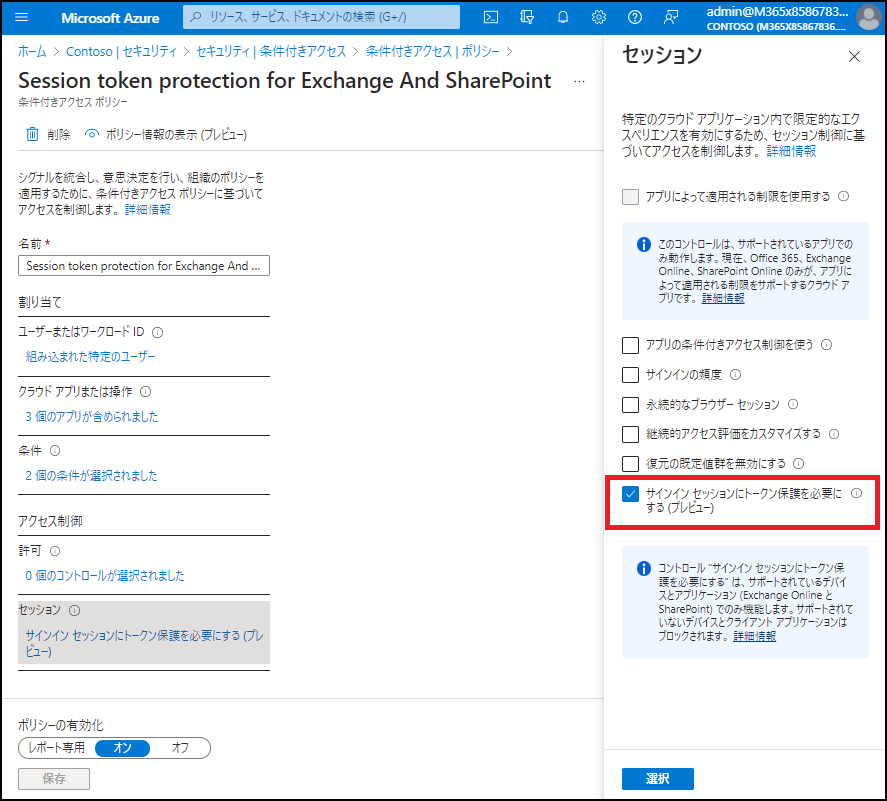 Microsoft Azure
リソース、サービス、ドキュメントの検索 (G+/)
admin@M365x8586783...
CONTOSO (M365x85867836....
ホーム > Contoso | セキュリティ > セキュリティ | 条件付きアクセス > 条件付きアクセス | ポリシー >
Session token protection for Exchange And SharePoint ...
条件付きアクセス ポリシー
削除 ポリシー情報の表示 (プレビュー)
シグナルを統合し、意思決定を行い、組織のポリシーを
適用するために、条件付きアクセス ポリシーに基づいて
アクセスを制御します。 詳細情報
名前 *
Session token protection for Exchange And ...
割り当て
ユーザーまたはワークロード ID
組み込まれた特定のユーザー
クラウド アプリまたは操作
3 個のアプリが含められました
条件
2 個の条件が選択されました
アクセス制御
許可
0 個のコントロールが選択されました
セッション
サインイン セッションにトークン保護を必要にする (プレ
ビュー)
ポリシーの有効化
レポート専用 オン オフ
保存
セッション
特定のクラウド アプリケーション内で限定的なエク
スペリエンスを有効にするため、セッション制御に基
づいてアクセスを制御します。 詳細情報
アプリによって適用される制限を使用する
このコントロールは、サポートされているアプリでの
み動作します。現在、Office 365、Exchange
Online、SharePoint Online のみが、アプリに
よって適用される制限をサポートするクラウド ア
プリです。 詳細情報
アプリの条件付きアクセス制御を使う
サインインの頻度
永続的なブラウザー セッション
継続的アクセス評価をカスタマイズする
復元の既定値群を無効にする
サインイン セッションにトークン保護を必要に
する (プレビュー)
コントロール "サインイン セッションにトークン保
護を必要にする" は、サポートされているデバイ
スとアプリケーション (Exchange Online と
SharePoint) でのみ機能します。サポートされて
いないデバイスとクライアント アプリケーションは
ブロックされます。 詳細情報
選択